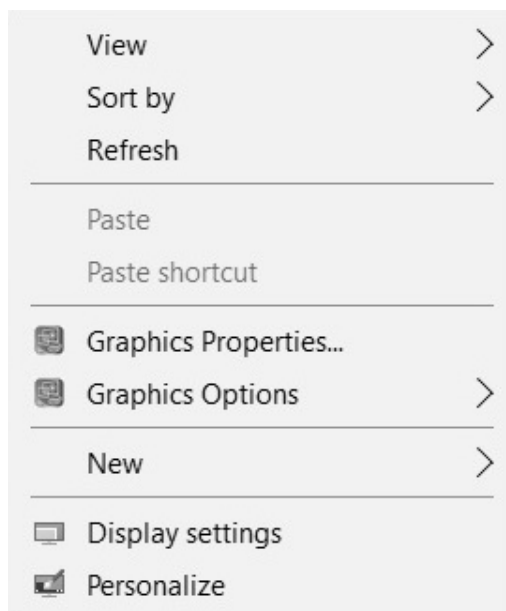 View
Sort by
Refresh
Paste
Paste shortcut
Graphics Properties...
Graphics Options
New
Display settings
Personalize